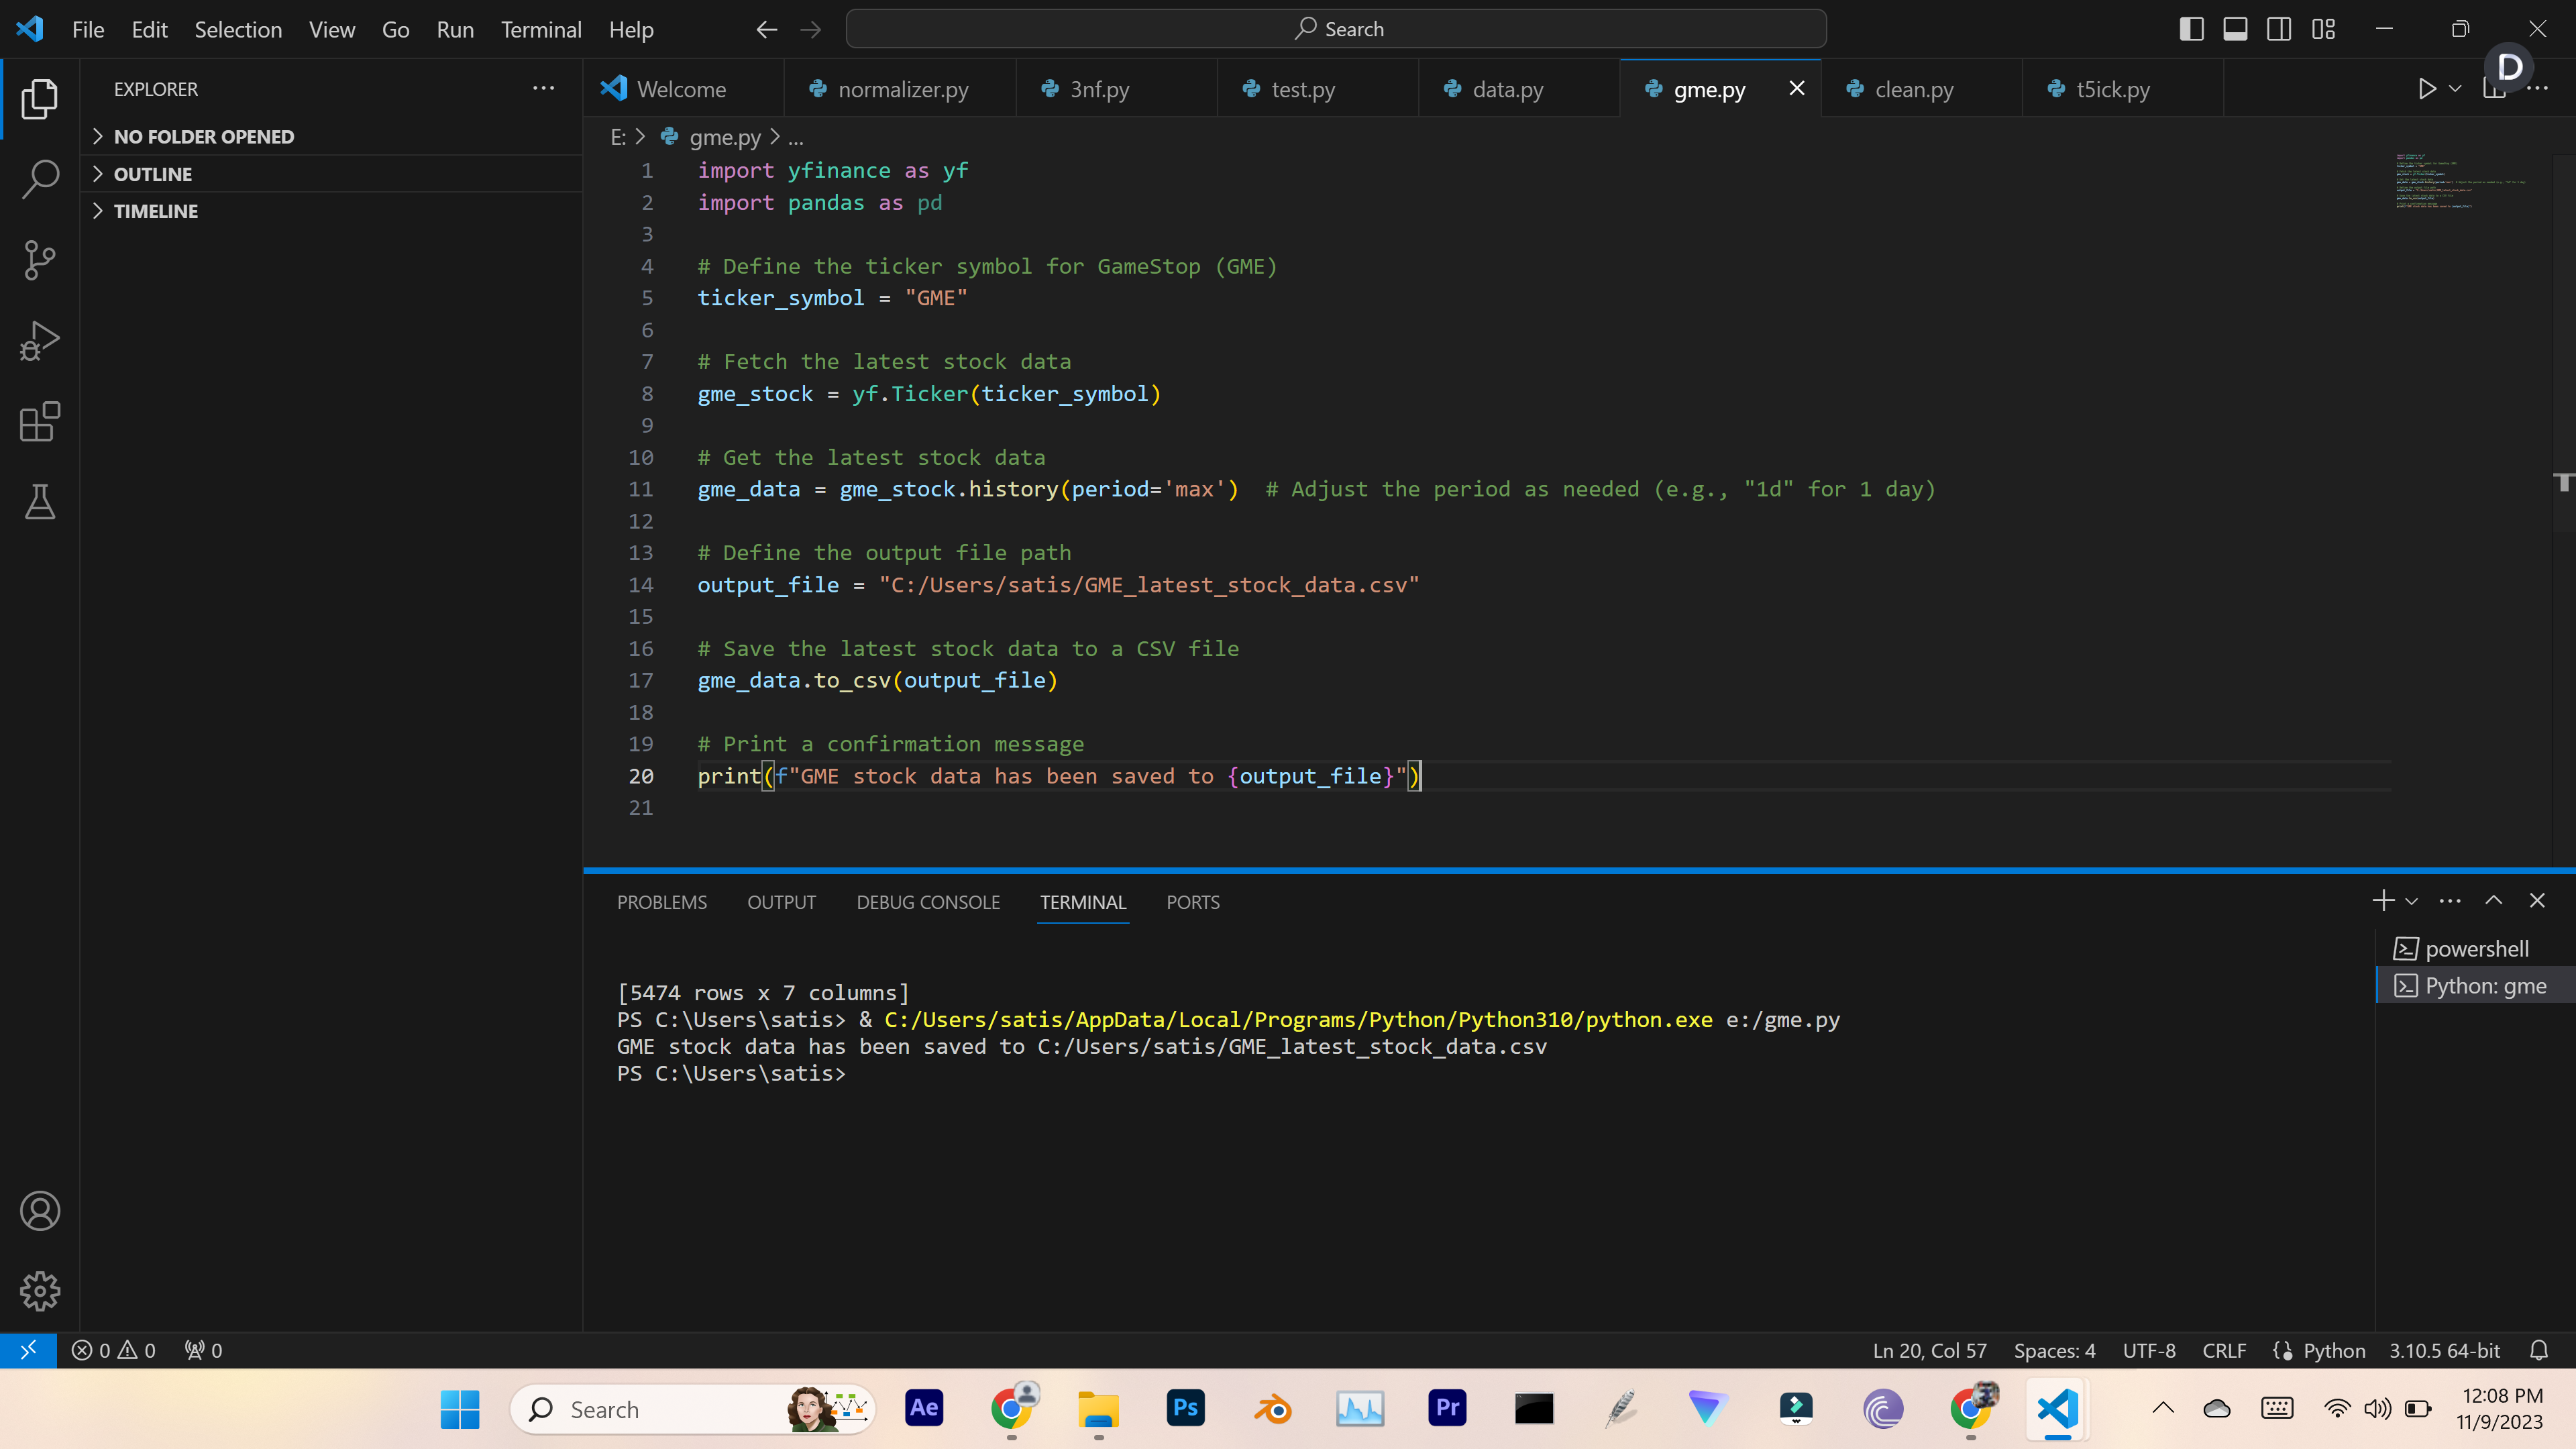 File Edit Selection View Go Run Terminal Help
Search
D
EXPLORER
NO FOLDER OPENED
OUTLINE
TIMELINE
Welcome normalizer.py 3nf.py test.py data.py gme.py clean.py t5ick.py
E: > gme.py > ...
1 import yfinance as yf
2 import pandas as pd
3
4 # Define the ticker symbol for GameStop (GME)
5 ticker_symbol = "GME"
6
7 # Fetch the latest stock data
8 gme_stock = yf.Ticker(ticker_symbol)
9
10 # Get the latest stock data
11 gme_data = gme_stock.history(period='max')  # Adjust the period as needed (e.g., "1d" for 1 day)
12
13 # Define the output file path
14 output_file = "C:/Users/satis/GME_latest_stock_data.csv"
15
16 # Save the latest stock data to a CSV file
17 gme_data.to_csv(output_file)
18
19 # Print a confirmation message
20 print(f"GME stock data has been saved to {output_file}")
21
PROBLEMS OUTPUT DEBUG CONSOLE TERMINAL PORTS
powershell
Python: gme
[5474 rows x 7 columns]
PS C:\Users\satis> & C:/Users/satis/AppData/Local/Programs/Python/Python310/python.exe e:/gme.py
GME stock data has been saved to C:/Users/satis/GME_latest_stock_data.csv
PS C:\Users\satis>
0 0 0
Ln 20, Col 57 Spaces: 4 UTF-8 CRLF Python 3.10.5 64-bit
Search
Ae Ps Pr
12:08 PM
11/9/2023